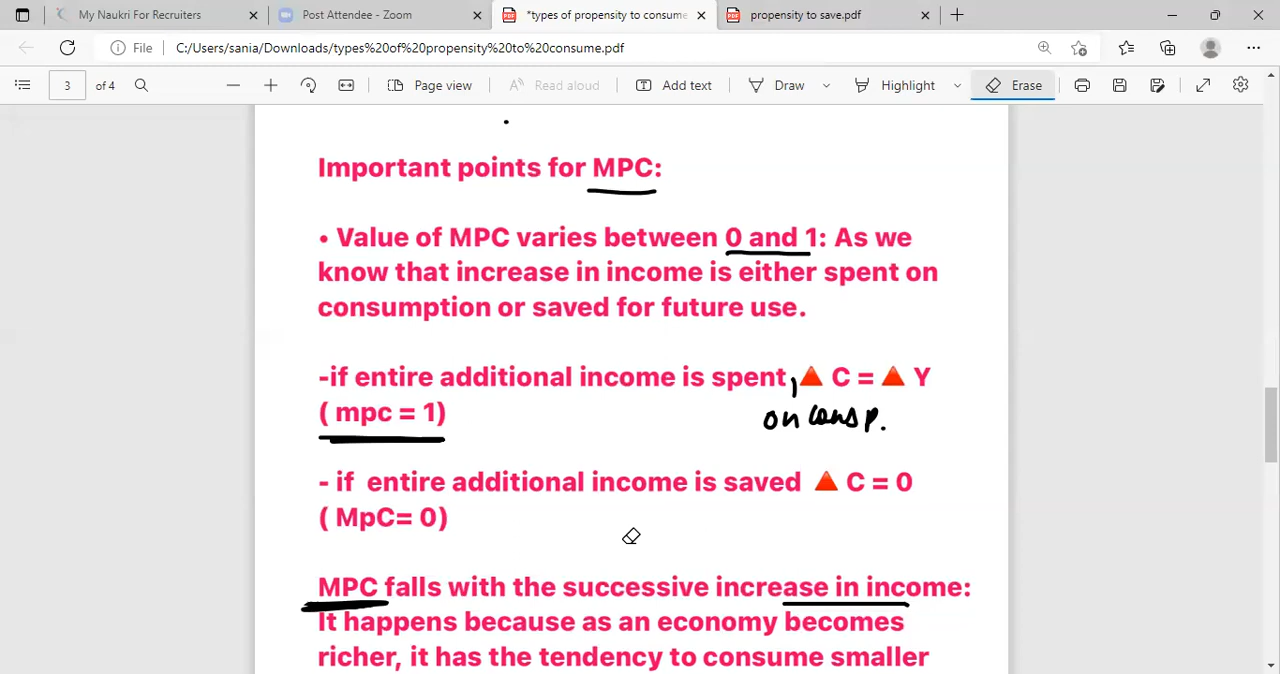 My Naukri For Recruiters
Post Attendee - Zoom
*types of propensity to consume
propensity to save.pdf
File
C:/Users/sania/Downloads/types%20of%20propensity%20to%20consume.pdf
3 of 4
Page view
Read aloud
Add text
Draw
Highlight
Erase
Important points for MPC:
• Value of MPC varies between 0 and 1: As we
know that increase in income is either spent on
consumption or saved for future use.
-if entire additional income is spent, 🔺 C = 🔺 Y
( mpc = 1)
on consp.
- if entire additional income is saved 🔺 C = 0
( MpC= 0)
MPC falls with the successive increase in income:
It happens because as an economy becomes
richer, it has the tendency to consume smaller